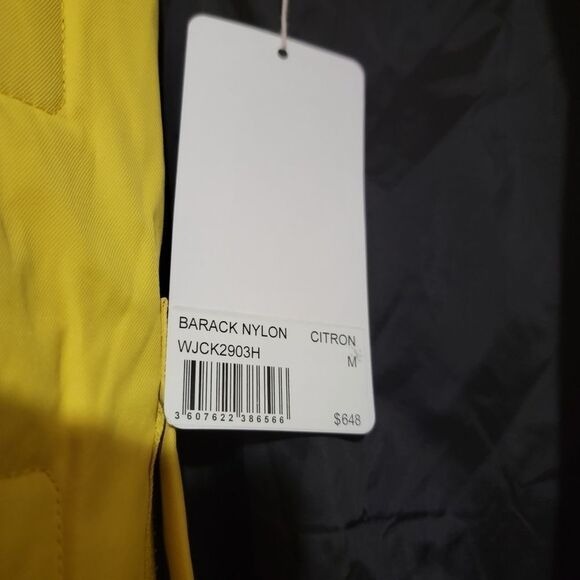 BARACK NYLON CITRON
WJCK2903H M
3 607622 386566
$648